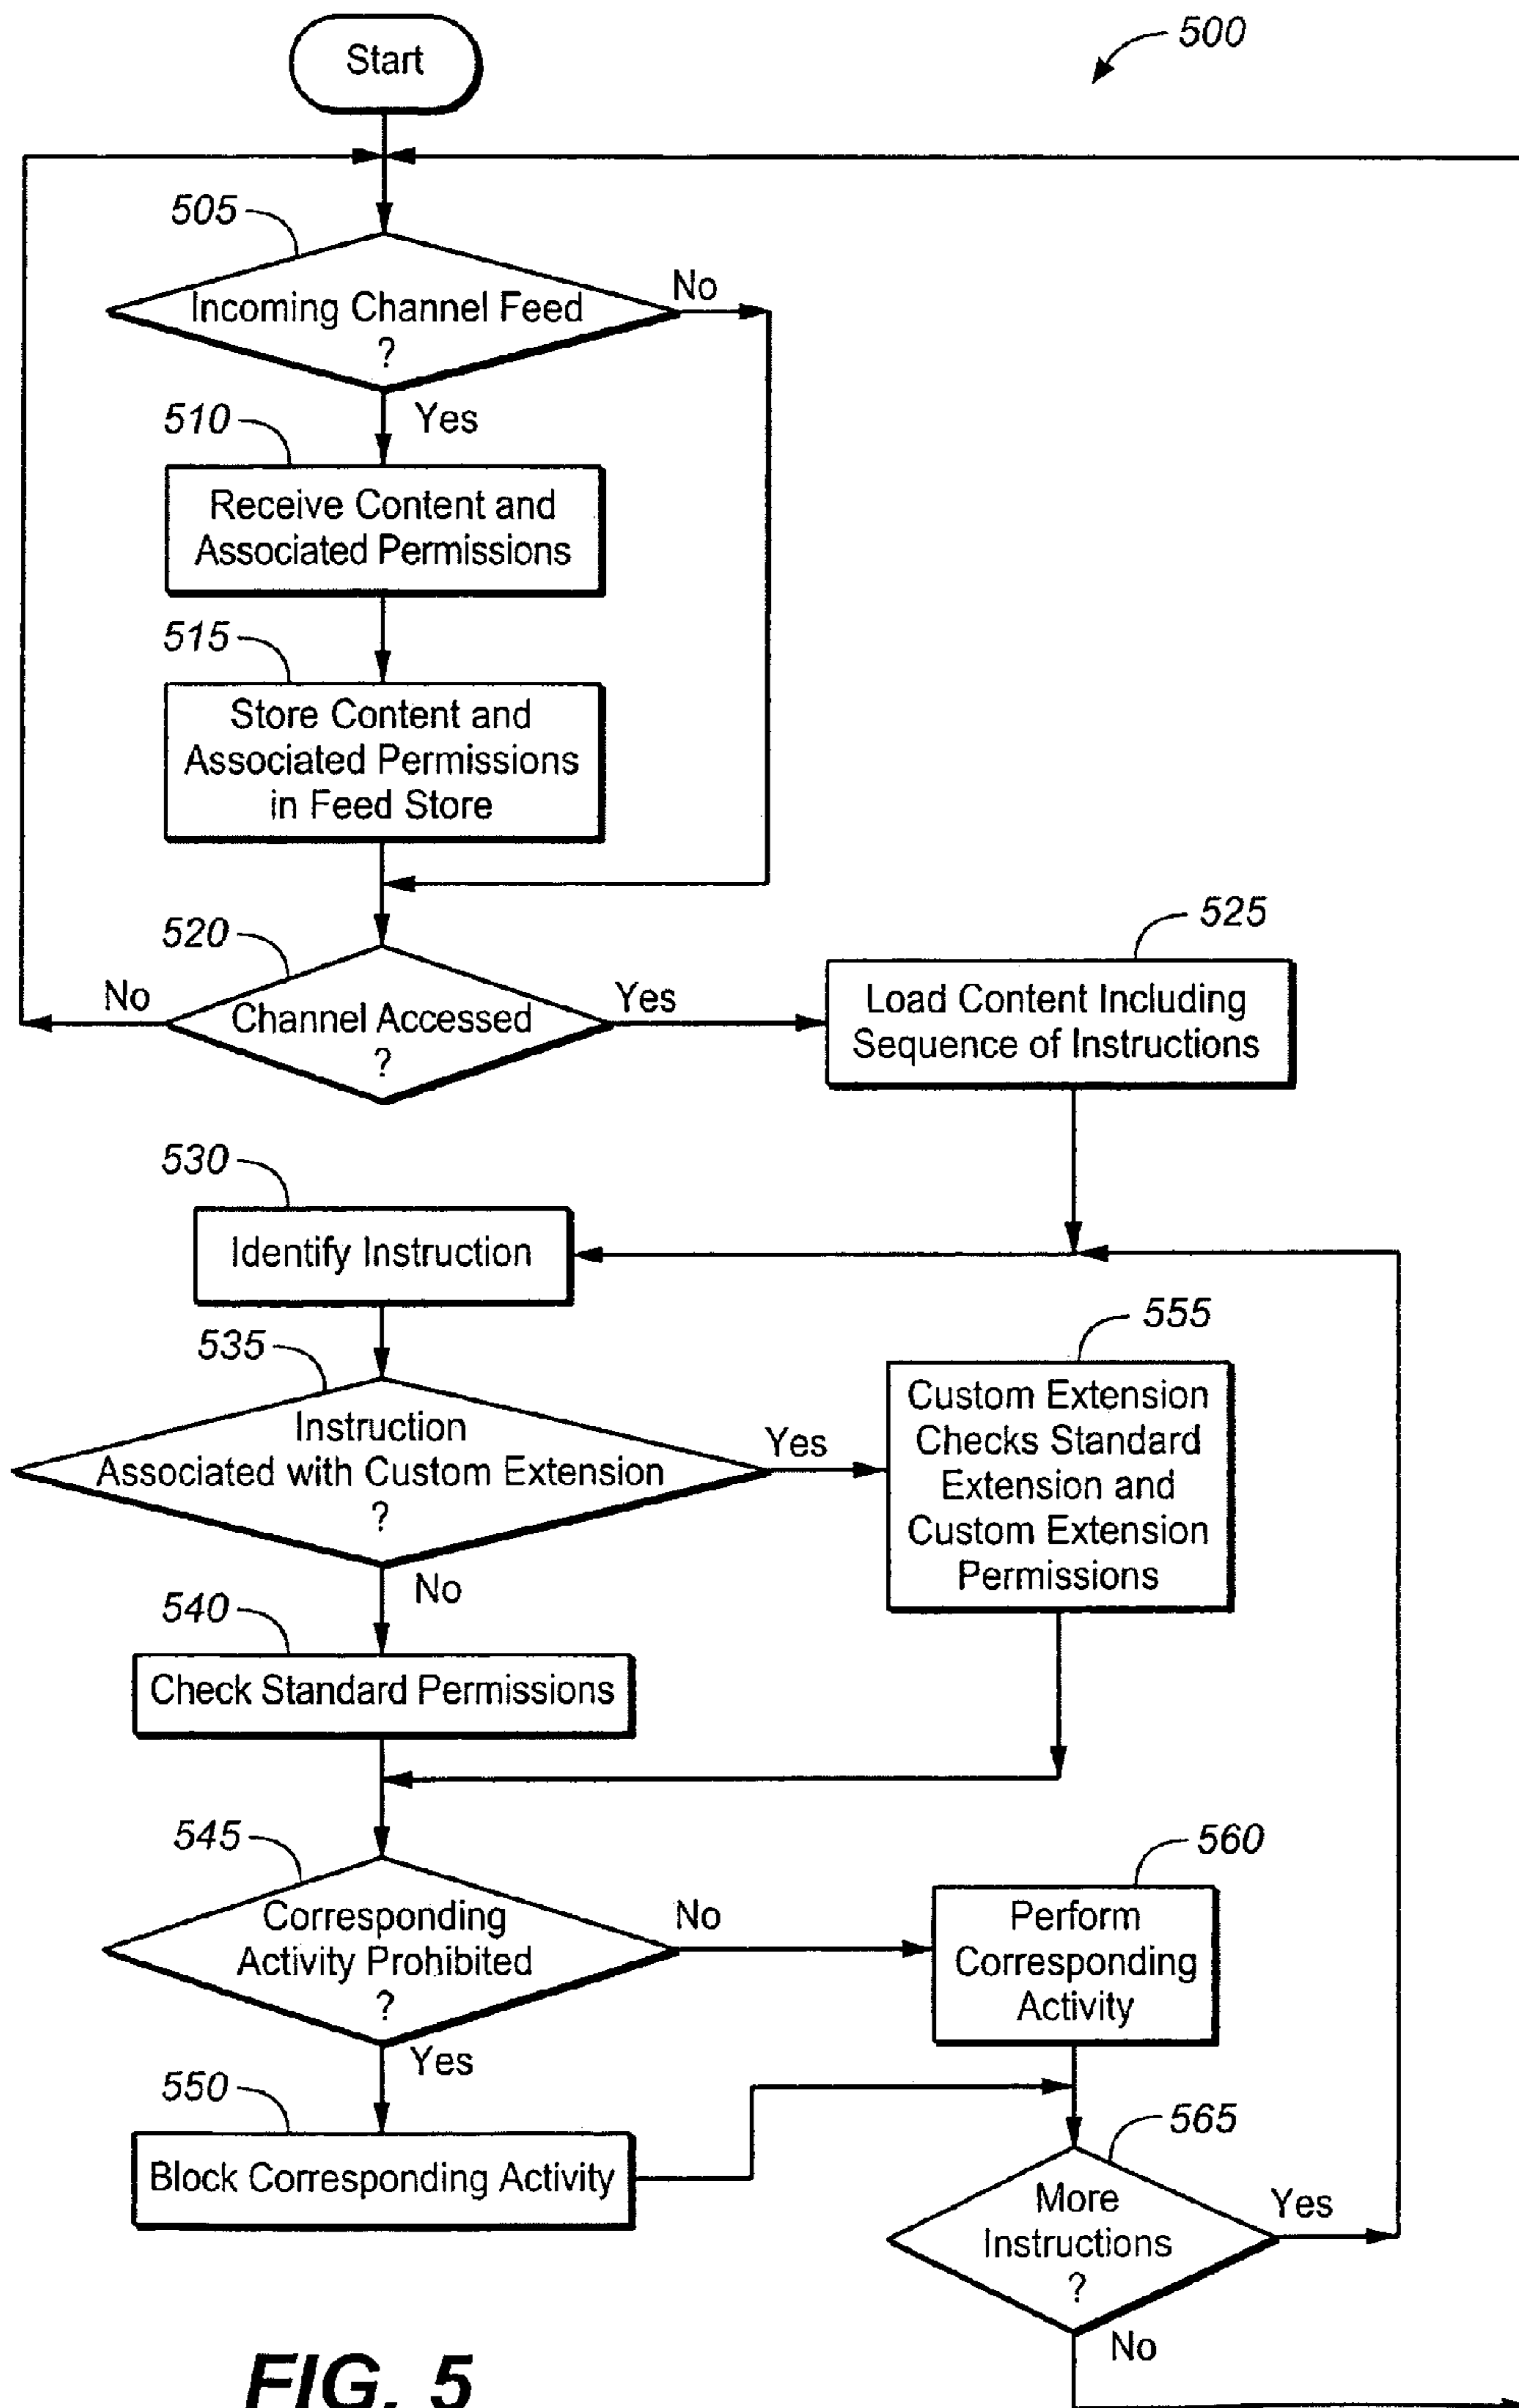 Start
500
505
Incoming Channel Feed
?
No
Yes
510
Receive Content and
Associated Permissions
515
Store Content and
Associated Permissions
in Feed Store
520
No
Channel Accessed
?
Yes
525
Load Content Including
Sequence of Instructions
530
Identify Instruction
535
Instruction
Associated with Custom Extension
?
Yes
555
Custom Extension
Checks Standard
Extension and
Custom Extension
Permissions
No
540
Check Standard Permissions
545
Corresponding
Activity Prohibited
?
No
560
Perform
Corresponding
Activity
Yes
550
Block Corresponding Activity
565
More
Instructions
?
Yes
No
FIG. 5